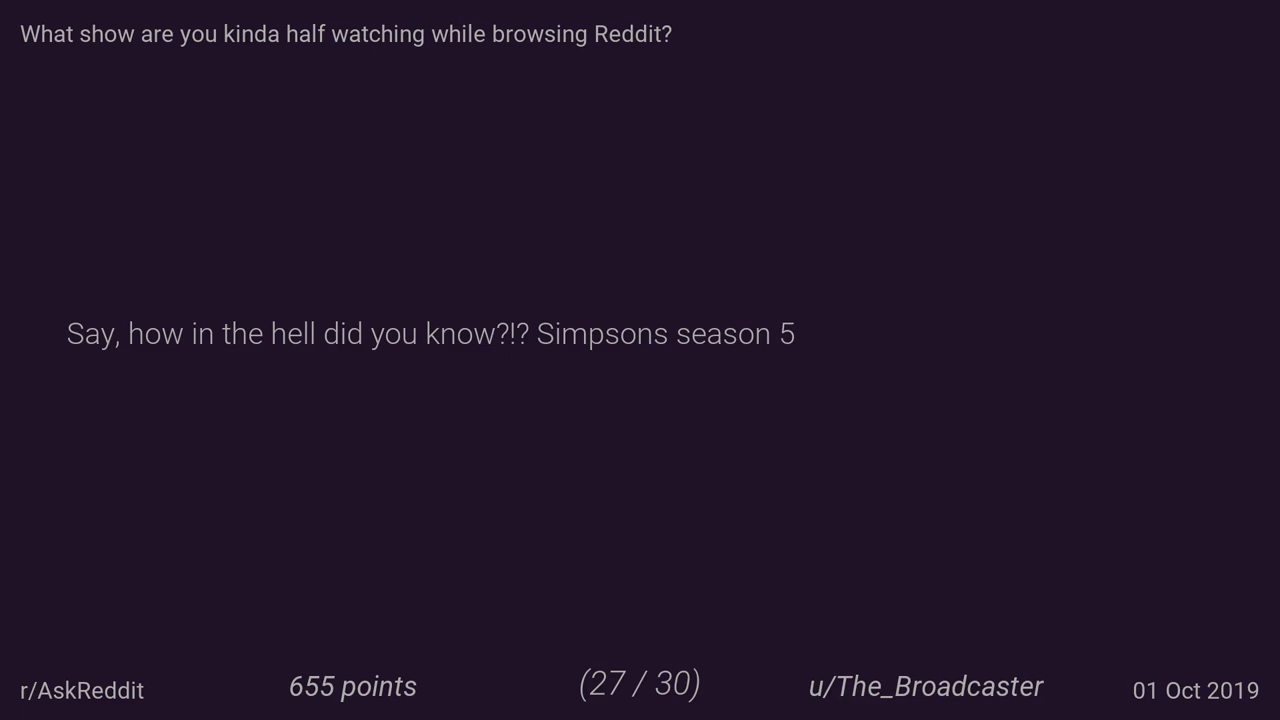 What show are you kinda half watching while browsing Reddit?
Say, how in the hell did you know?!? Simpsons season 5
r/AskReddit 655 points (27 / 30) u/The_Broadcaster 01 Oct 2019